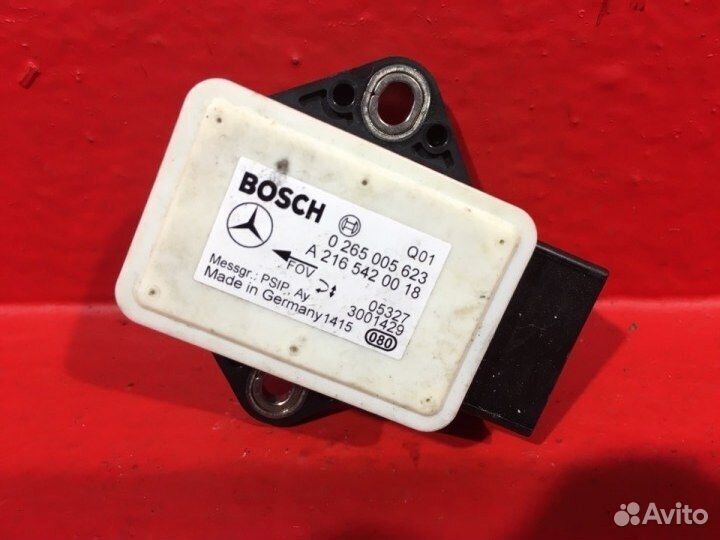 BOSCH
Q01
0 265 005 623
A 216 542 00 18
FOV
Messgr.: PSIP, Ay
05327
3001429
Made in Germany 1415
080
Avito